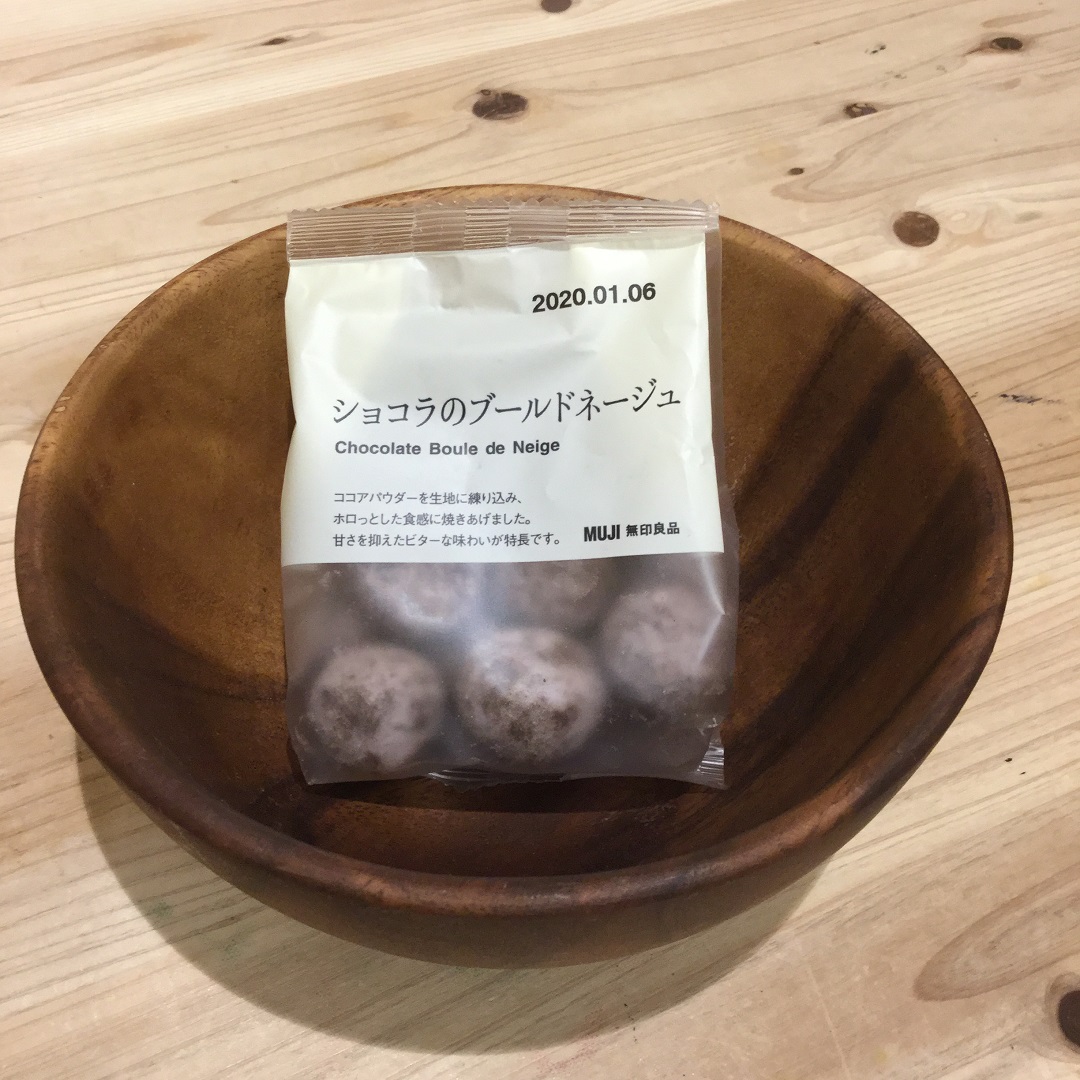 2020.01.06
ショコラのブールドネージュ
Chocolate Boule de Neige
ココアパウダーを生地に練り込み、
ホロっとした食感に焼きあげました。
甘さを抑えたビターな味わいが特長です。
MUJI 無印良品